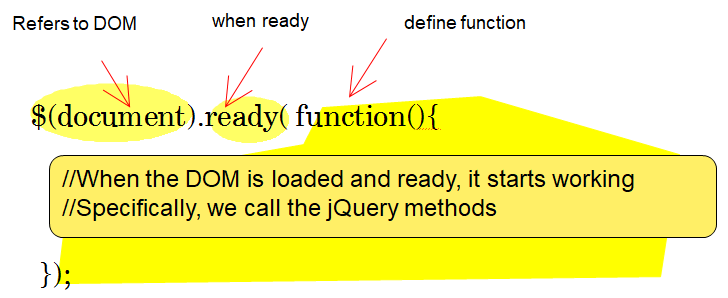 Refers to DOM when ready define function
$(document).ready( function(){
//When the DOM is loaded and ready, it starts working
//Specifically, we call the jQuery methods
});